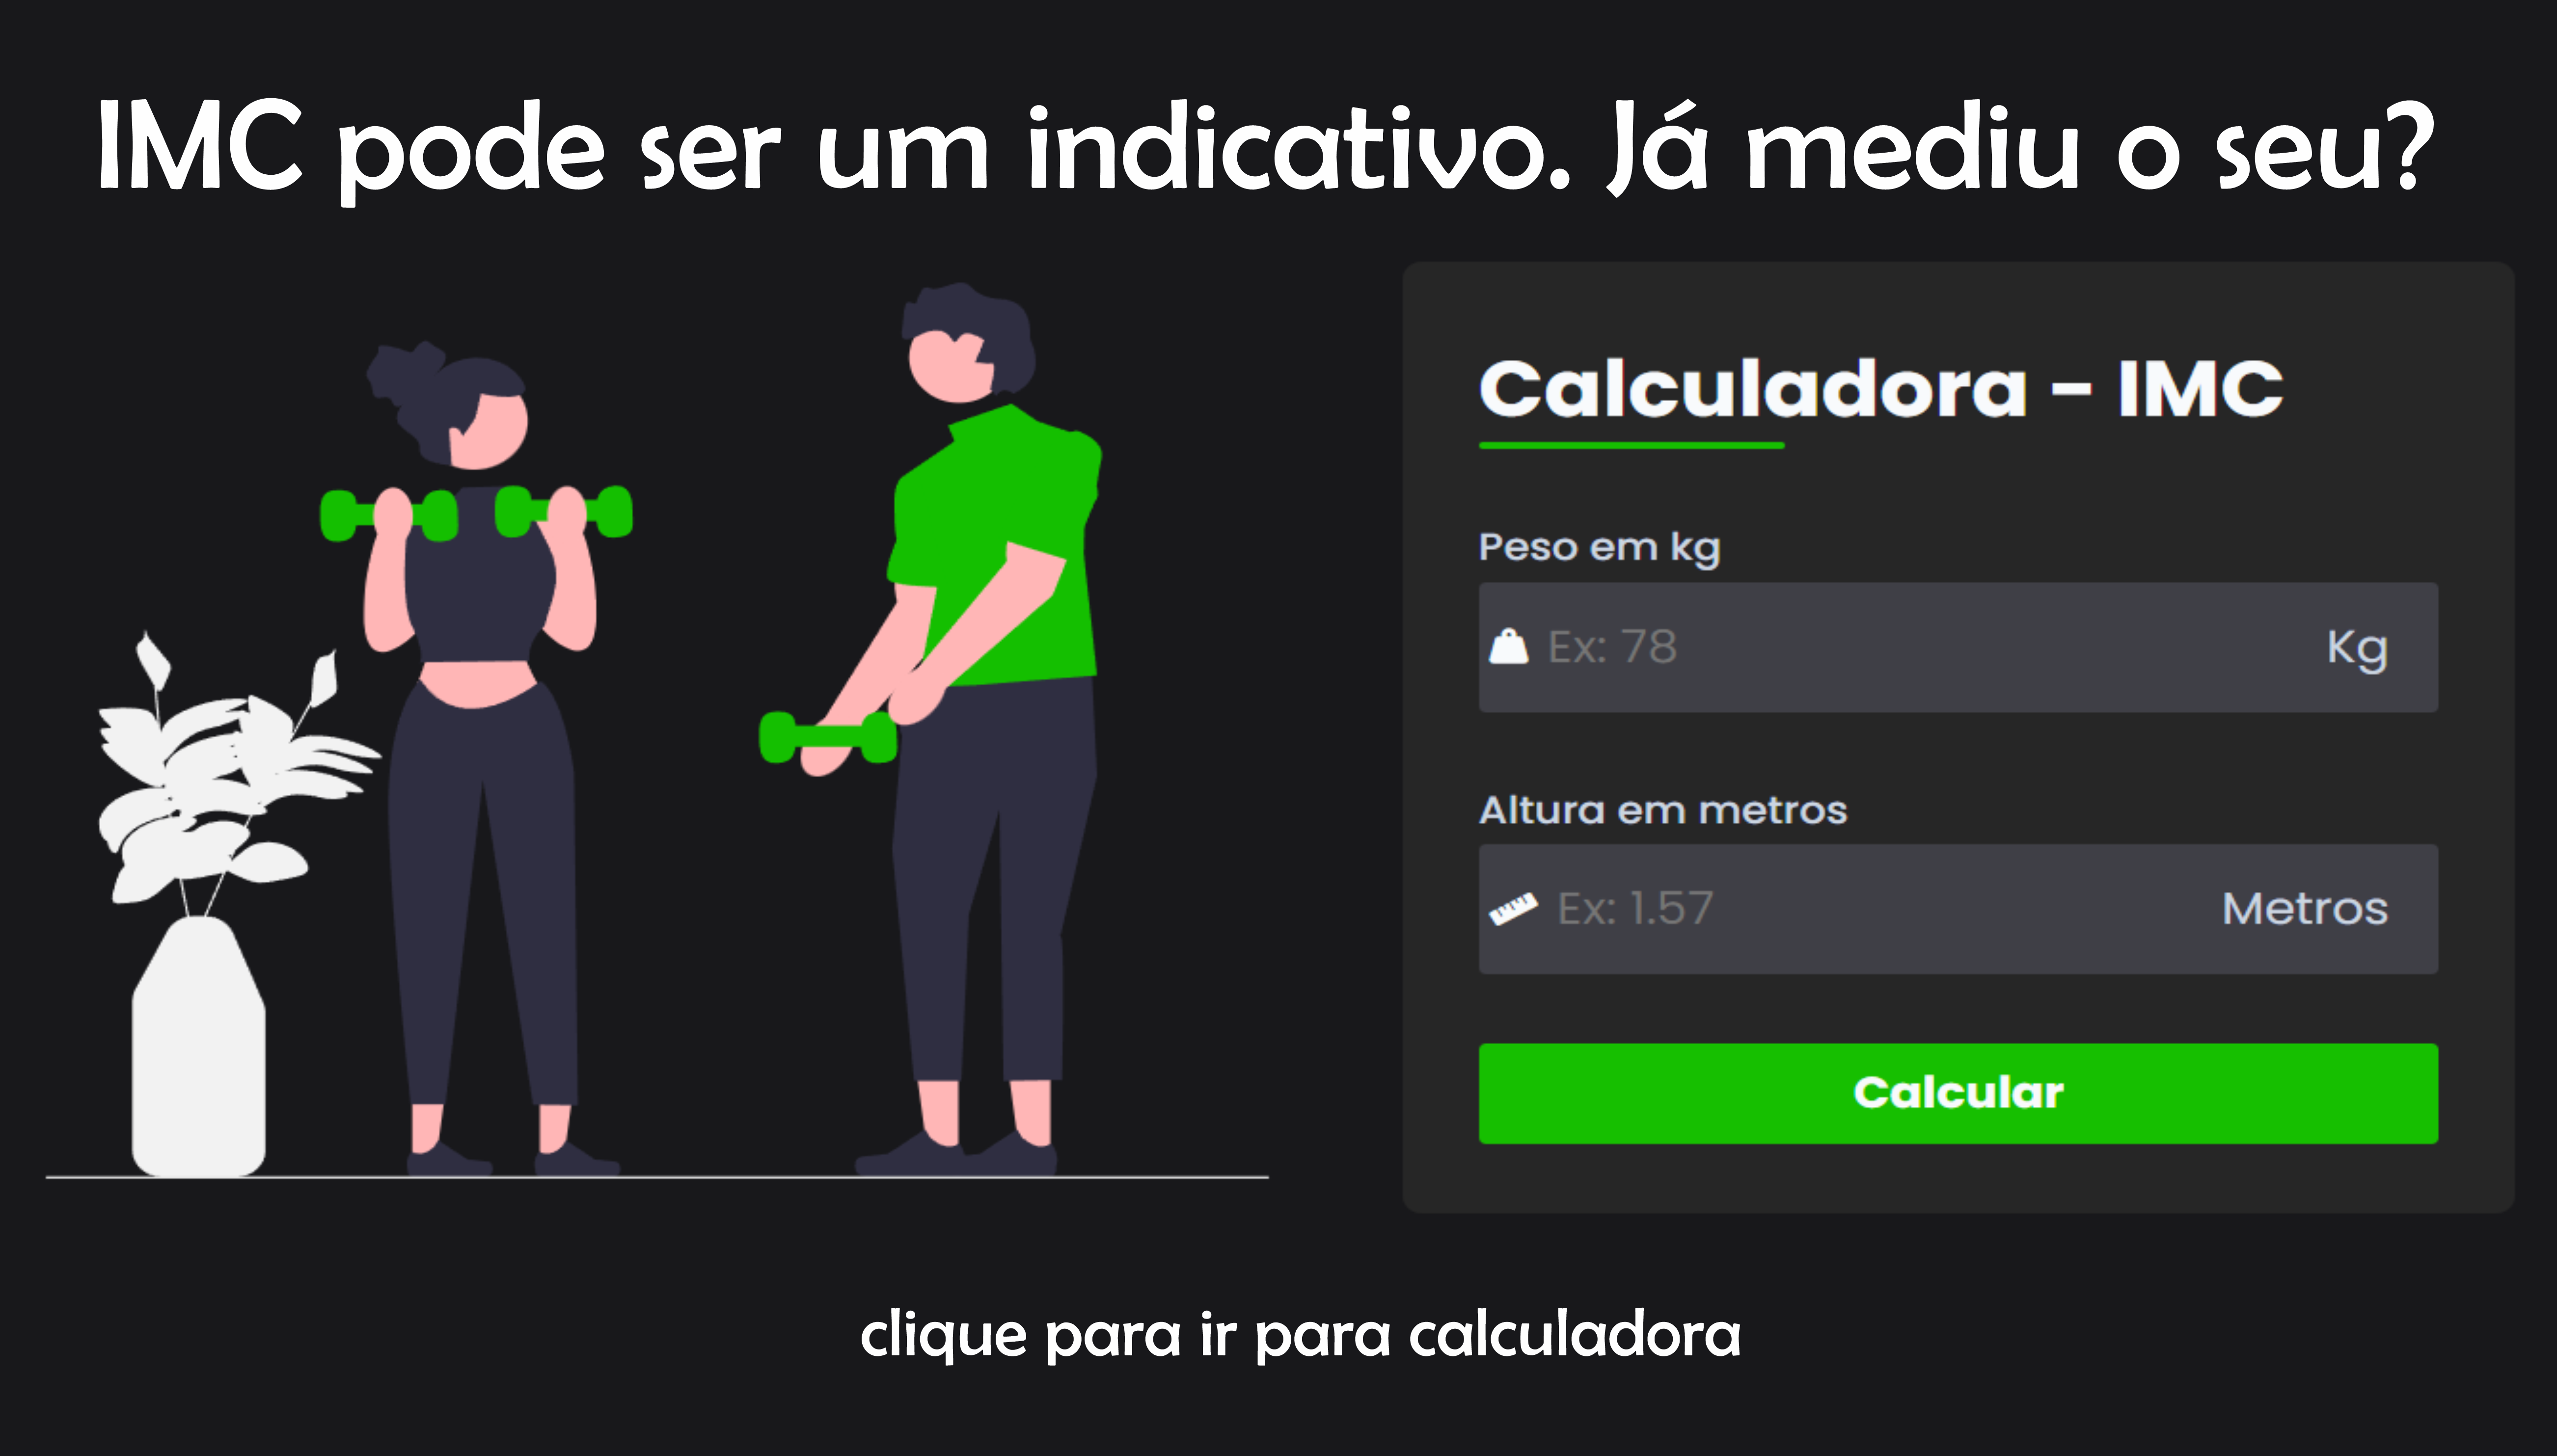 IMC pode ser um indicativo. Já mediu o seu?
Calculadora - IMC
Peso em kg
Ex: 78
Kg
Altura em metros
Ex: 1.57
Metros
Calcular
clique para ir para calculadora